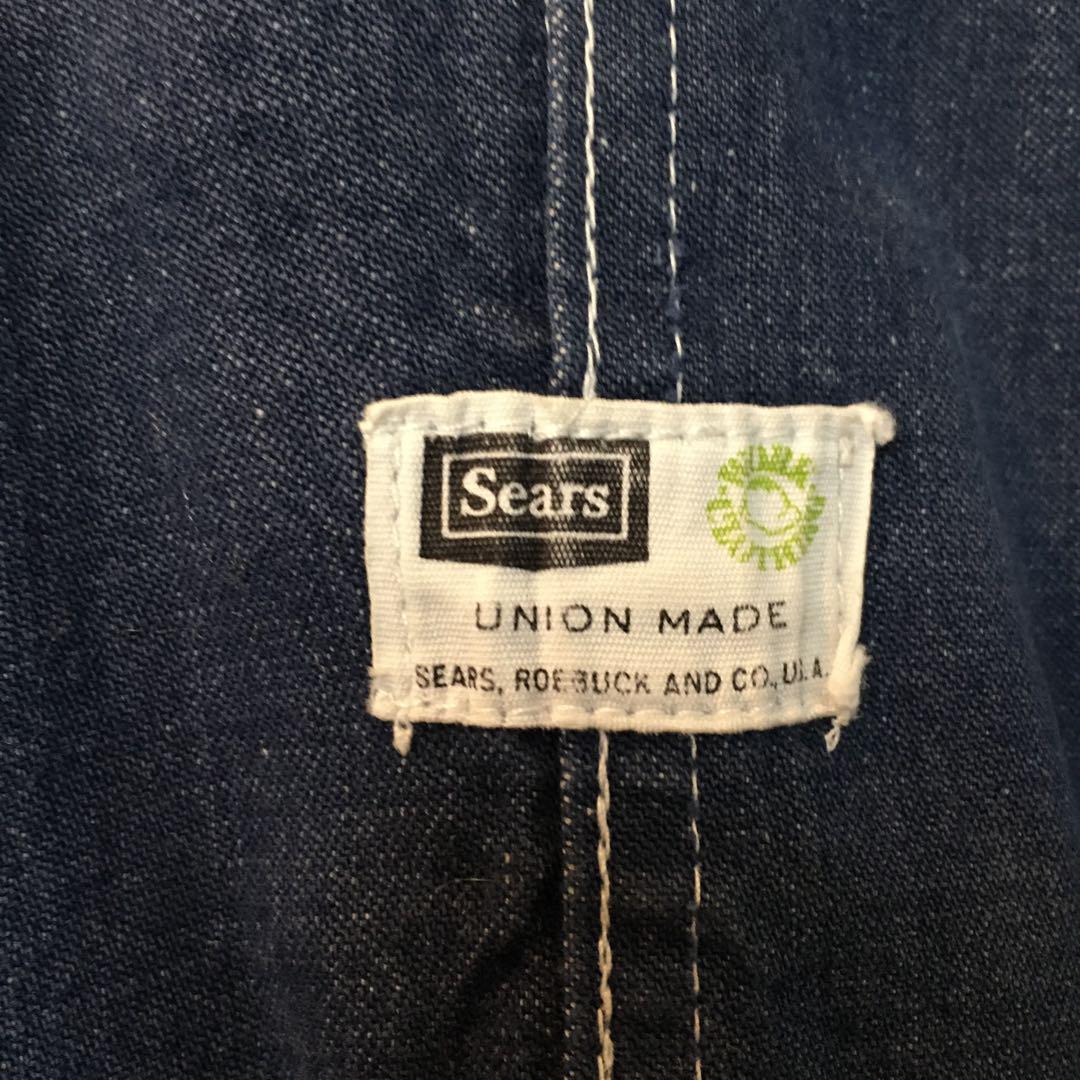 Sears
UNION MADE
SEARS, ROEBUCK AND CO., U.S.A.